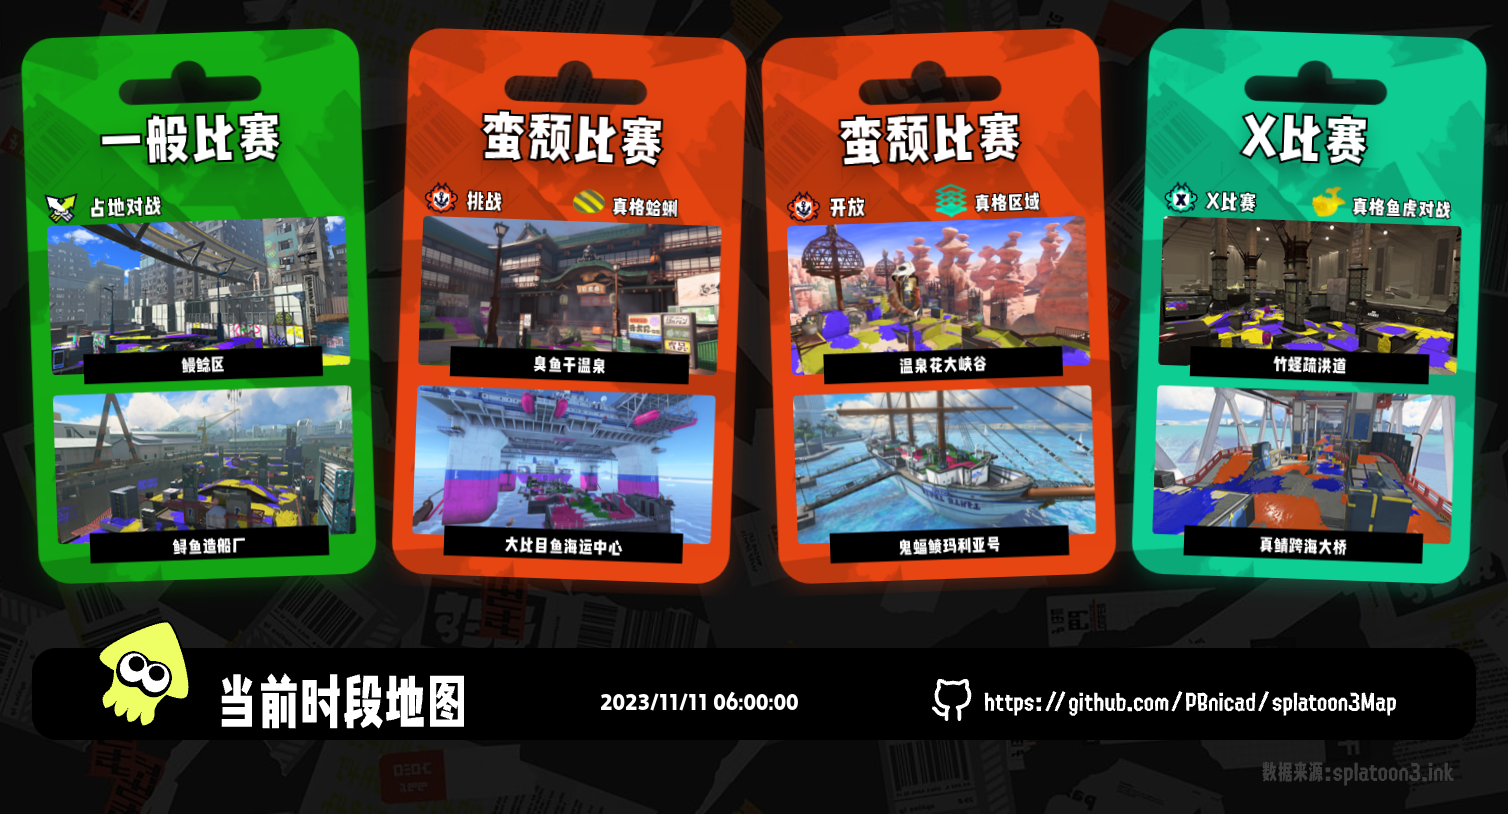 一般比赛
占地对战
鳗鲶区
鲟鱼造船厂
蛮颓比赛
挑战
真格蛤蜊
臭鱼干温泉
大比目鱼海运中心
蛮颓比赛
开放
真格区域
温泉花大峡谷
鬼蝠鲼玛利亚号
X比赛
X比赛
真格鱼虎对战
竹蛏疏洪道
真鲭跨海大桥
当前时段地图
2023/11/11 06:00:00
https://github.com/PBnicad/splatoon3Map
数据来源:splatoon3.ink